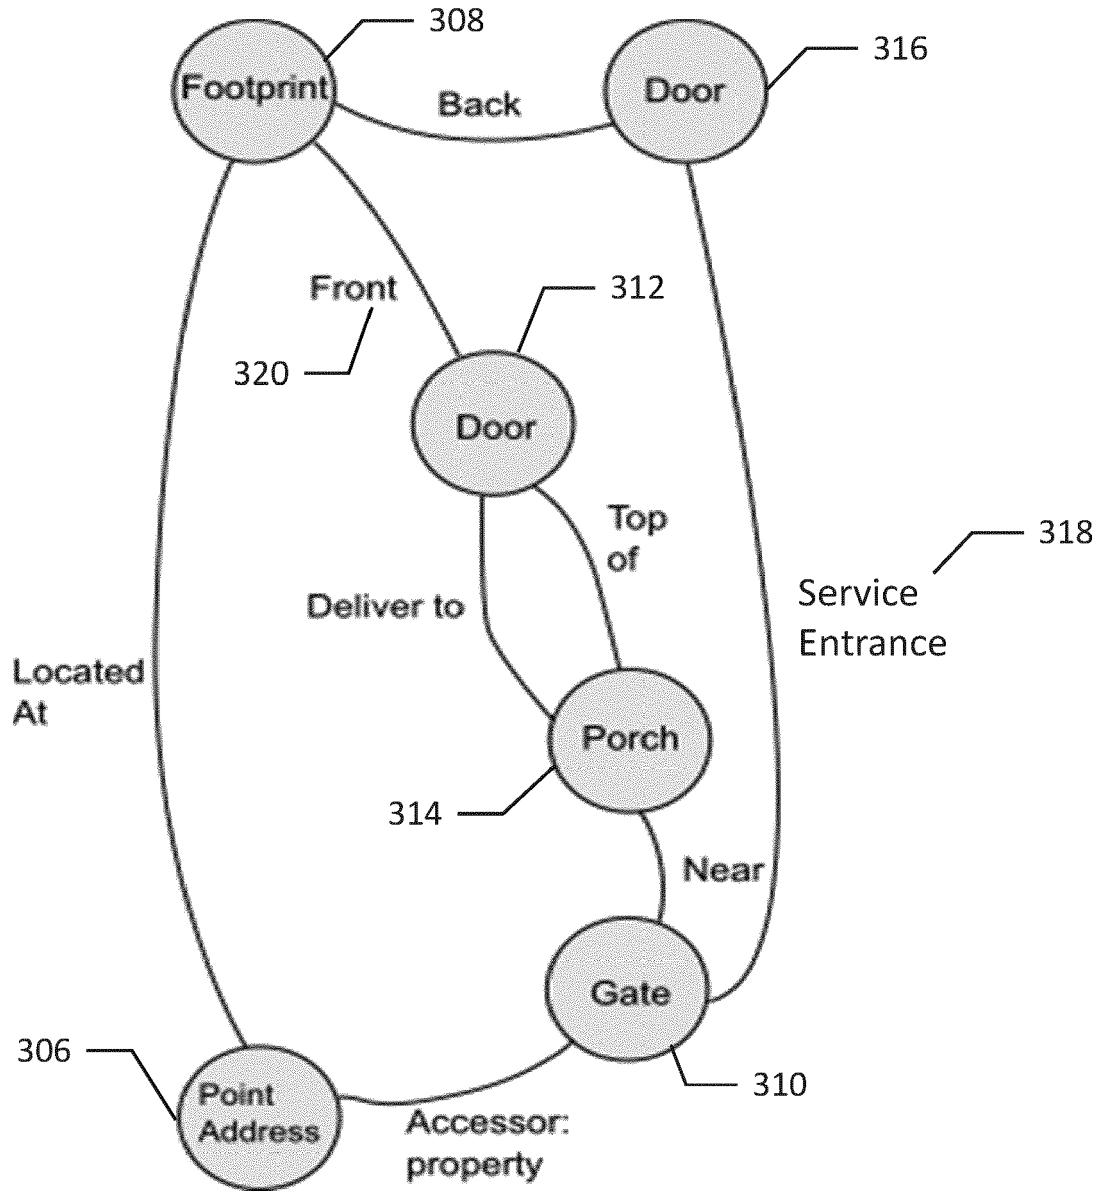 308
316
Footprint
Door
Back
Front
312
320
Door
Top
of
318
Service
Entrance
Deliver to
Located
At
Porch
314
Near
Gate
306
310
Point
Address
Accessor:
property